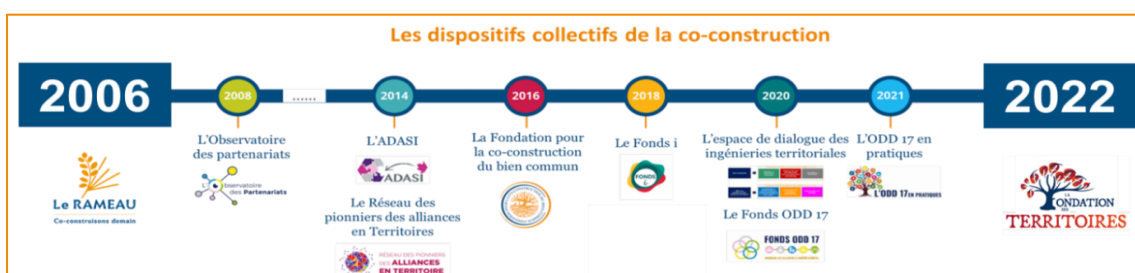 Les dispositifs collectifs de la co-construction
2006
2008
......
2014
2016
2018
2020
2021
2022
Le RAMEAU
Co-construisons demain
L'Observatoire
des partenariats
L'Observatoire
des Partenariats
L'ADASI
ADASI
Le Réseau des
pionniers des alliances
en Territoires
RÉSEAU DES PIONNIERS
DES ALLIANCES
EN TERRITOIRE
La Fondation pour
la co-construction
du bien commun
Le Fonds i
FONDS
i
L'espace de dialogue des
ingénieries territoriales
Le Fonds ODD 17
FONDS ODD 17
L'ODD 17 en
pratiques
L'ODD 17 EN PRATIQUES
LA
FONDATION
DES
TERRITOIRES